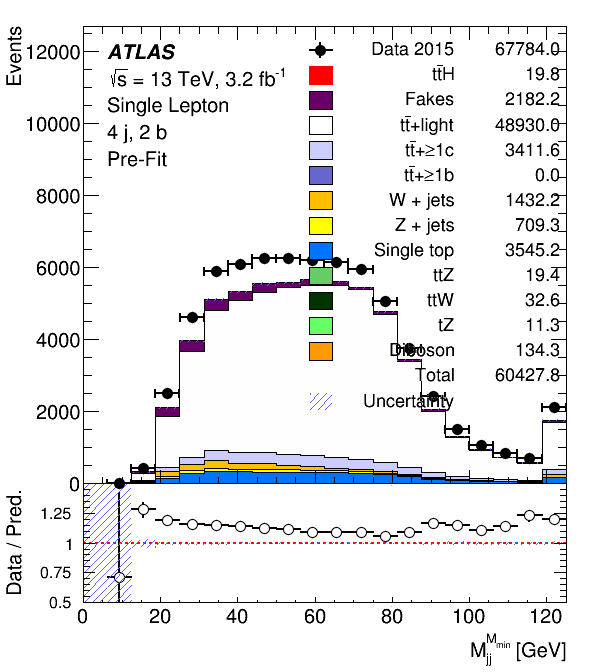 Events
12000
10000
8000
6000
4000
2000
0
ATLAS
√s = 13 TeV, 3.2 fb-1
Single Lepton
4 j, 2 b
Pre-Fit
Data 2015 67784.0
tt̄H 19.8
Fakes 2182.2
tt̄+light 48930.0
tt̄+≥1c 3411.6
tt̄+≥1b 0.0
W + jets 1432.2
Z + jets 709.3
Single top 3545.2
ttZ 19.4
ttW 32.6
tZ 11.3
Diboson 134.3
Total 60427.8
Uncertainty
Data / Pred.
1.25
1
0.75
0.5
0 20 40 60 80 100 120
M_jj^M_min [GeV]